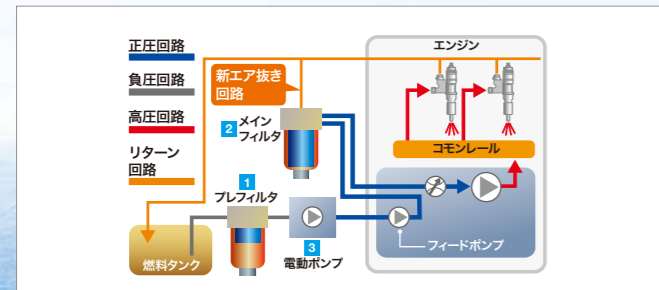 正圧回路
負圧回路
高圧回路
リターン
回路
新エア抜き
回路
2 メイン
フィルタ
1
プレフィルタ
3
電動ポンプ
燃料タンク
エンジン
コモンレール
フィードポンプ